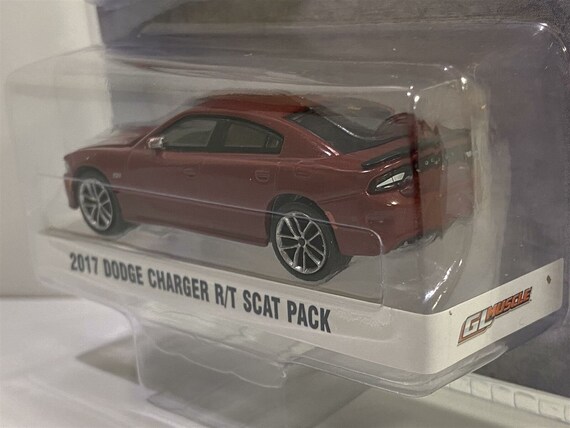 2017 DODGE CHARGER R/T SCAT PACK
GL MUSCLE